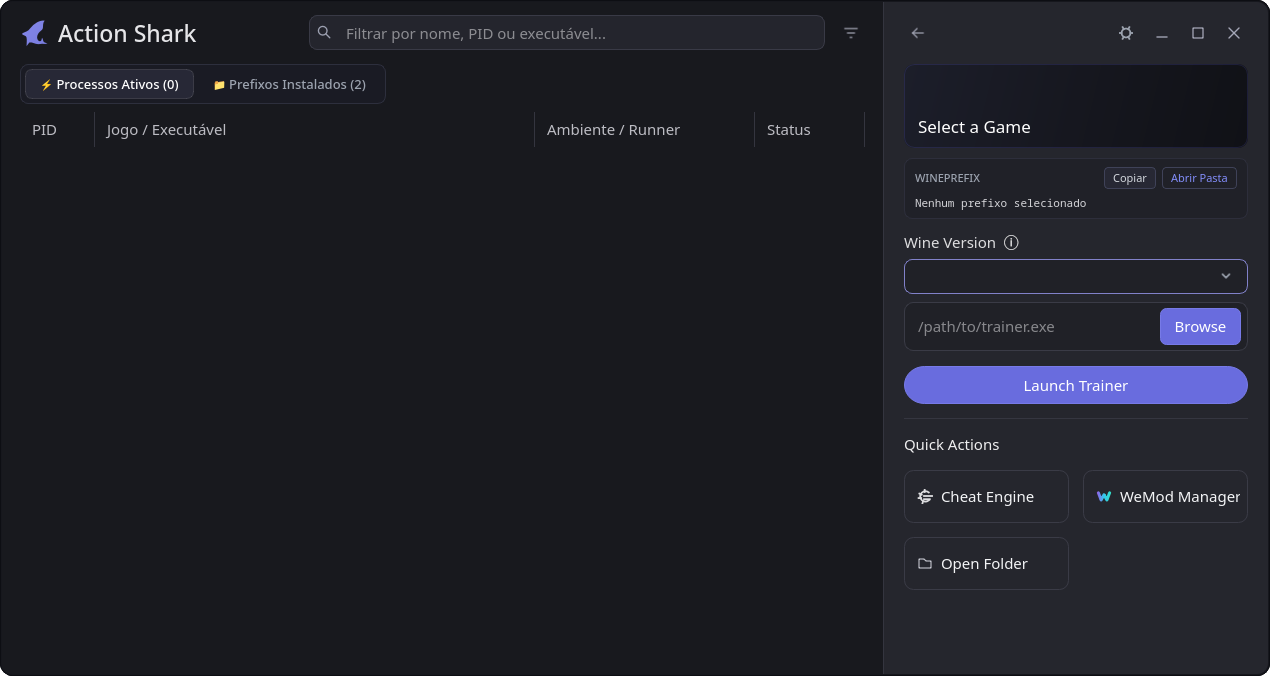 Action Shark
Filtrar por nome, PID ou executável...
⚡ Processos Ativos (0)
📁 Prefixos Instalados (2)
PID
Jogo / Executável
Ambiente / Runner
Status
Select a Game
WINEPREFIX
Copiar
Abrir Pasta
Nenhum prefixo selecionado
Wine Version ⓘ
/path/to/trainer.exe
Browse
Launch Trainer
Quick Actions
Cheat Engine
WeMod Manager
Open Folder